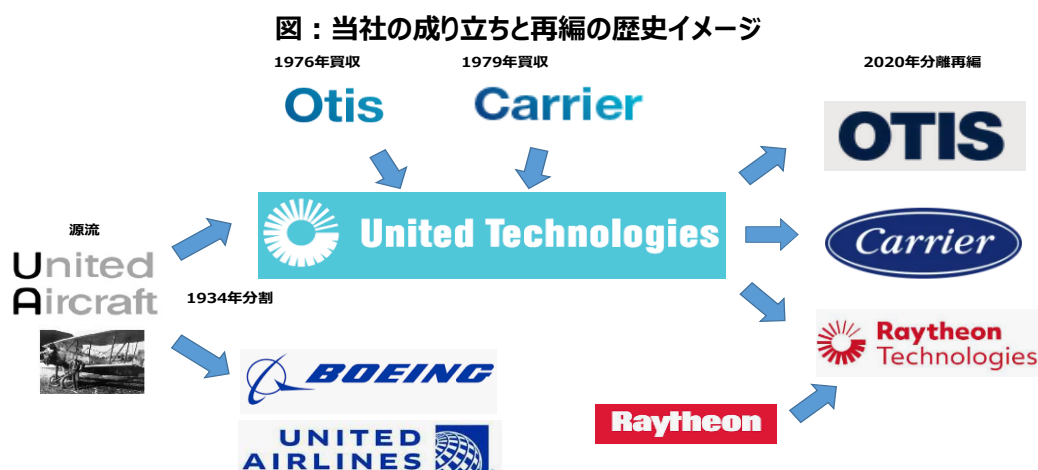 図：当社の成り立ちと再編の歴史イメージ
1976年買収
1979年買収
2020年分離再編
Otis
Carrier
OTIS
United Technologies
源流
United
Aircraft
Carrier
1934年分割
Raytheon
Technologies
BOEING
Raytheon
UNITED
AIRLINES